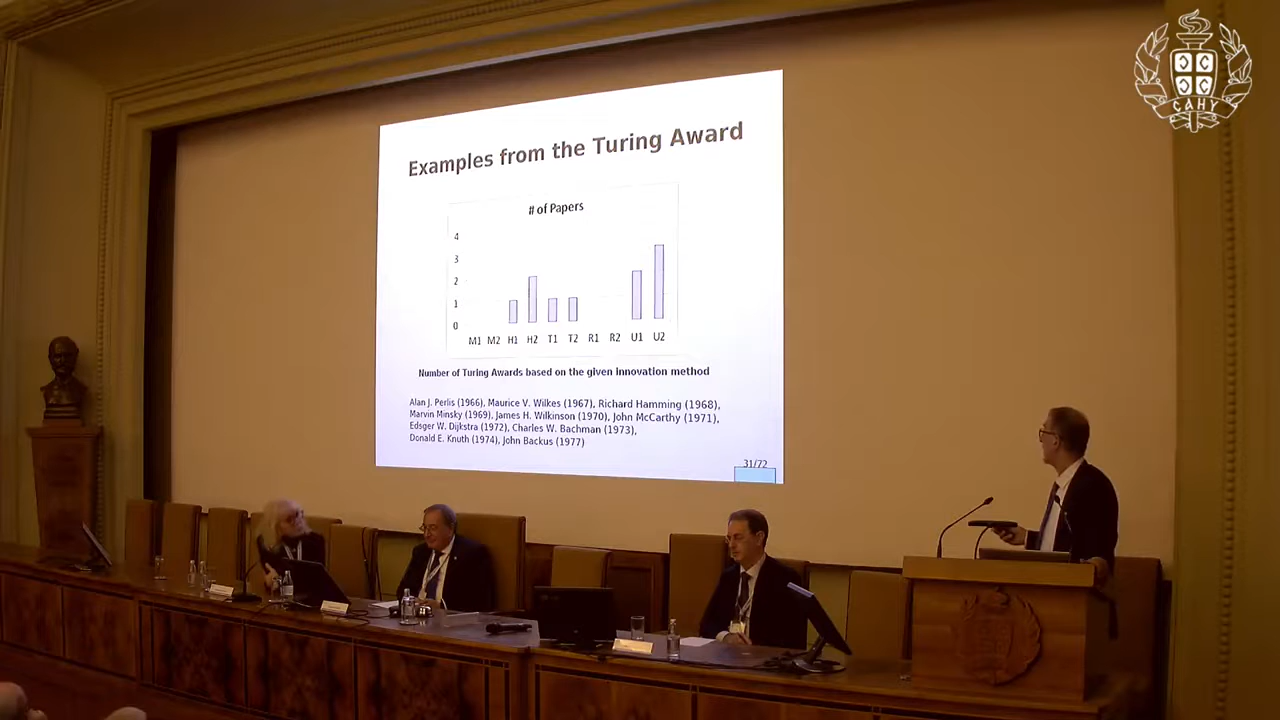 Examples from the Turing Award
# of Papers
4
3
2
1
0
M1 M2 H1 H2 T1 T2 R1 R2 U1 U2
Number of Turing Awards based on the given innovation method
Alan J. Perlis (1966), Maurice V. Wilkes (1967), Richard Hamming (1968),
Marvin Minsky (1969), James H. Wilkinson (1970), John McCarthy (1971),
Edsger W. Dijkstra (1972), Charles W. Bachman (1973),
Donald E. Knuth (1974), John Backus (1977)
31/72
САНУ